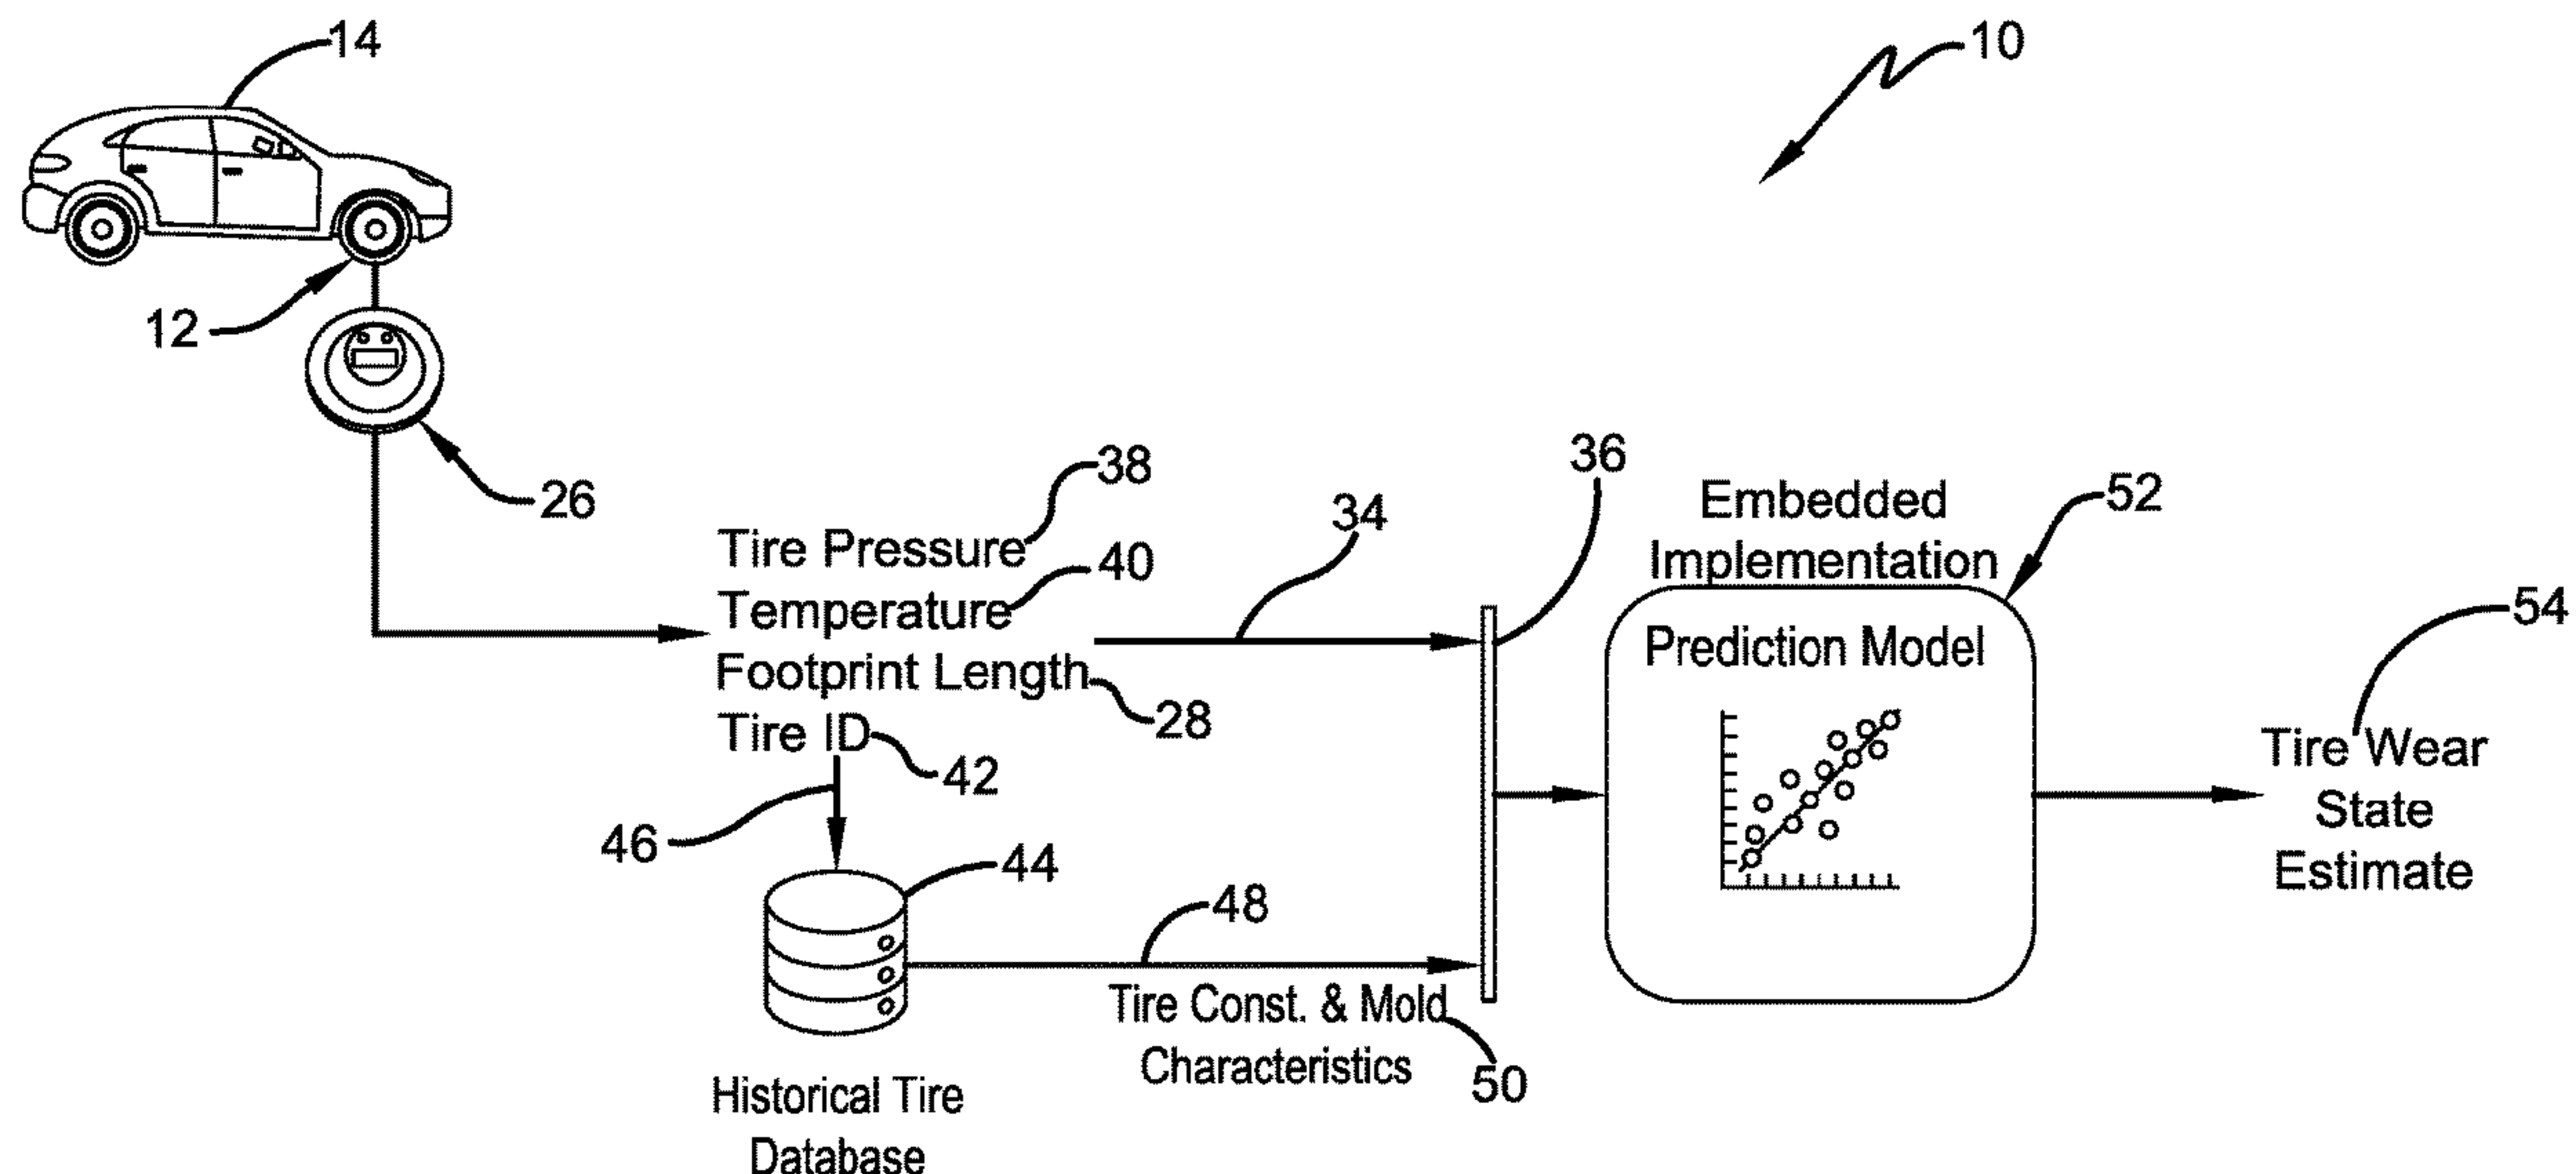 14
10
12
26
38
Tire Pressure
40
Temperature
Footprint Length
28
Tire ID
42
34
36
46
44
48
Tire Const. & Mold
Characteristics
50
Historical Tire
Database
Embedded
Implementation
52
Prediction Model
54
Tire Wear
State
Estimate